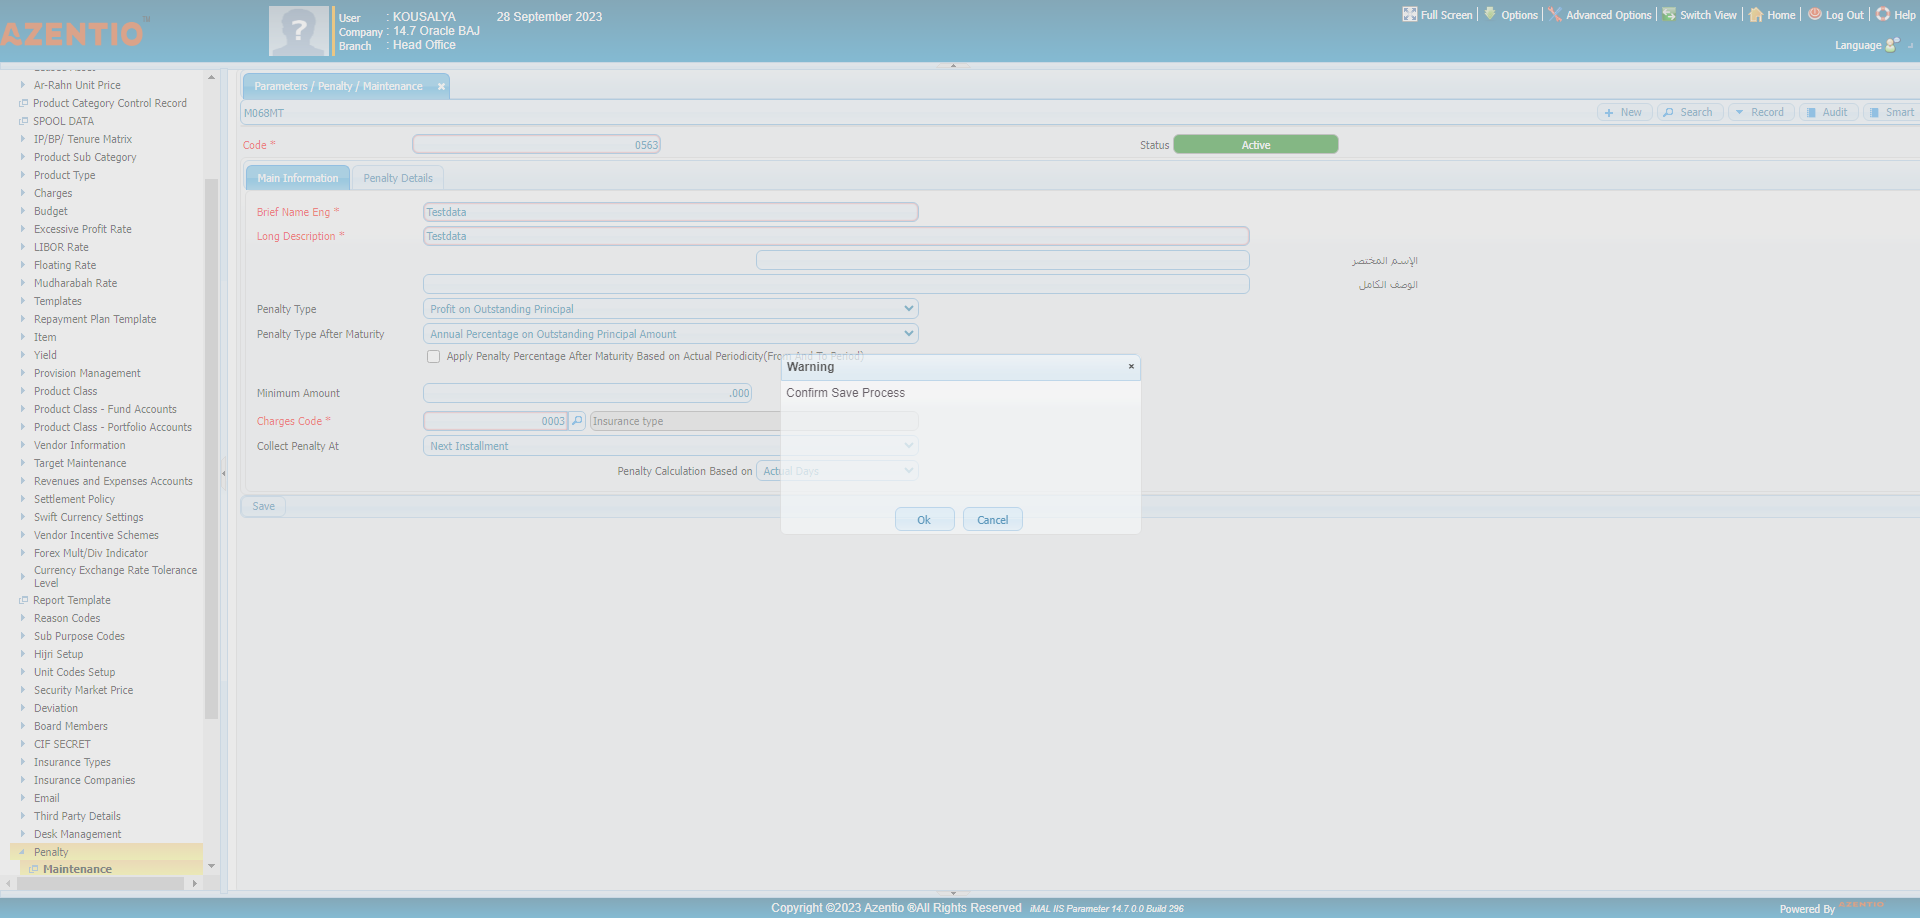 AZENTIO™
User : KOUSALYA 28 September 2023
Company : 14.7 Oracle BAJ
Branch : Head Office
Full Screen Options Advanced Options Switch View Home Log Out Help
Language
Ar-Rahn Unit Price
Product Category Control Record
SPOOL DATA
IP/BP/ Tenure Matrix
Product Sub Category
Product Type
Charges
Budget
Excessive Profit Rate
LIBOR Rate
Floating Rate
Mudharabah Rate
Templates
Repayment Plan Template
Item
Yield
Provision Management
Product Class
Product Class - Fund Accounts
Product Class - Portfolio Accounts
Vendor Information
Target Maintenance
Revenues and Expenses Accounts
Settlement Policy
Swift Currency Settings
Vendor Incentive Schemes
Forex Mult/Div Indicator
Currency Exchange Rate Tolerance
Level
Report Template
Reason Codes
Sub Purpose Codes
Hijri Setup
Unit Codes Setup
Security Market Price
Deviation
Board Members
CIF SECRET
Insurance Types
Insurance Companies
Email
Third Party Details
Desk Management
Penalty
Maintenance
Parameters / Penalty / Maintenance
M068MT
New Search Record Audit Smart
Code * 0563 Status Active
Main Information Penalty Details
Brief Name Eng * Testdata
Long Description * Testdata
الإسم المختصر
الوصف الكامل
Penalty Type Profit on Outstanding Principal
Penalty Type After Maturity Annual Percentage on Outstanding Principal Amount
Apply Penalty Percentage After Maturity Based on Actual Periodicity(From And To Period)
Minimum Amount .000
Charges Code * 0003 Insurance type
Collect Penalty At Next Installment
Penalty Calculation Based on Actual Days
Save
Warning
Confirm Save Process
Ok Cancel
Copyright ©2023 Azentio ®All Rights Reserved iMAL IIS Parameter 14.7.0.0 Build 296
Powered By AZENTIO